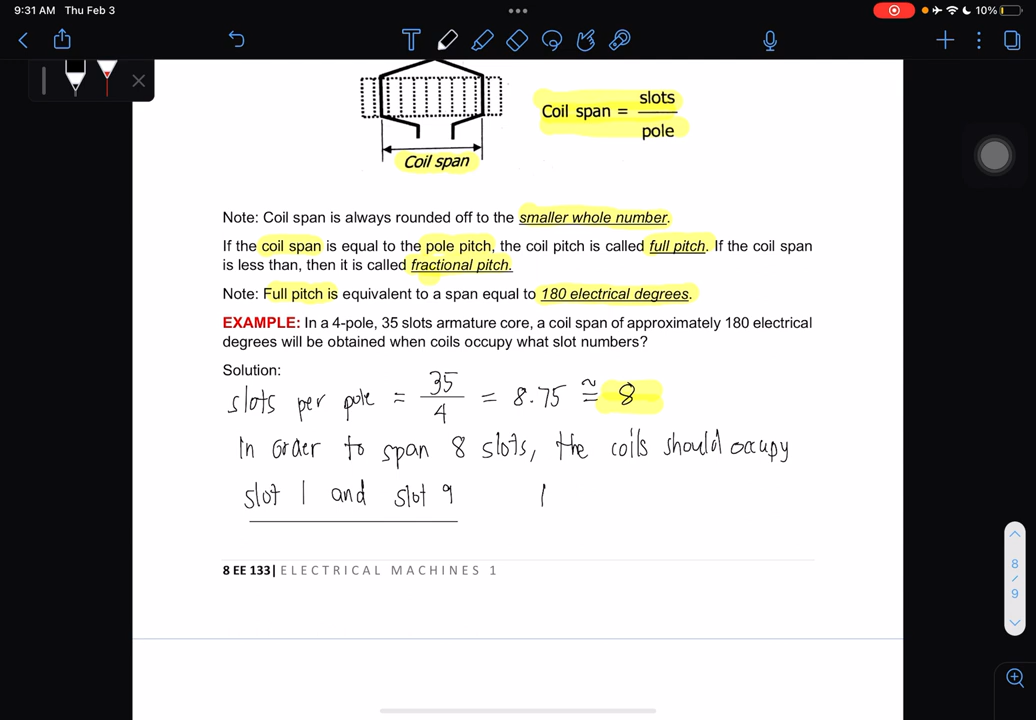 9:31 AM Thu Feb 3
10%
Coil span = slots
pole
Coil span
Note: Coil span is always rounded off to the smaller whole number.
If the coil span is equal to the pole pitch, the coil pitch is called full pitch. If the coil span
is less than, then it is called fractional pitch.
Note: Full pitch is equivalent to a span equal to 180 electrical degrees.
EXAMPLE: In a 4-pole, 35 slots armature core, a coil span of approximately 180 electrical
degrees will be obtained when coils occupy what slot numbers?
Solution:
slots per pole = 35/4 = 8.75 ≅ 8
In order to span 8 slots, the coils should occupy
slot 1 and slot 9 1
8 EE 133| ELECTRICAL MACHINES 1
8
/
9